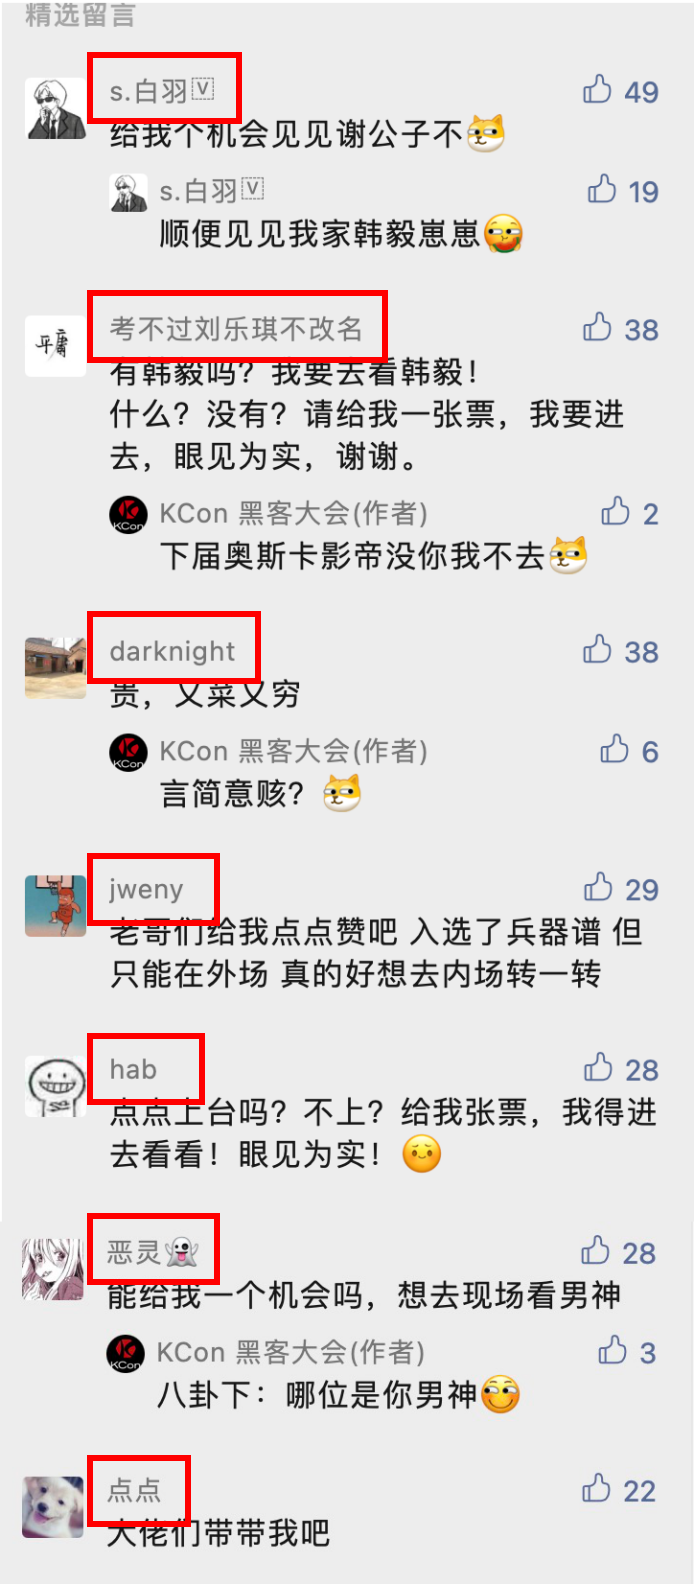 精选留言
s.白羽🅅 49
给我个机会见见谢公子不
s.白羽🅅 19
顺便见见我家韩毅崽崽
考不过刘乐琪不改名 38
有韩毅吗？我要去看韩毅！
什么？没有？请给我一张票，我要进
去，眼见为实，谢谢。
KCon 黑客大会(作者) 2
下届奥斯卡影帝没你我不去
darknight 38
贵，又菜又穷
KCon 黑客大会(作者) 6
言简意赅？
jweny 29
老哥们给我点点赞吧 入选了兵器谱 但
只能在外场 真的好想去内场转一转
hab 28
点点上台吗？不上？给我张票，我得进
去看看！眼见为实！
恶灵👻 28
能给我一个机会吗，想去现场看男神
KCon 黑客大会(作者) 3
八卦下：哪位是你男神
点点 22
大佬们带带我吧